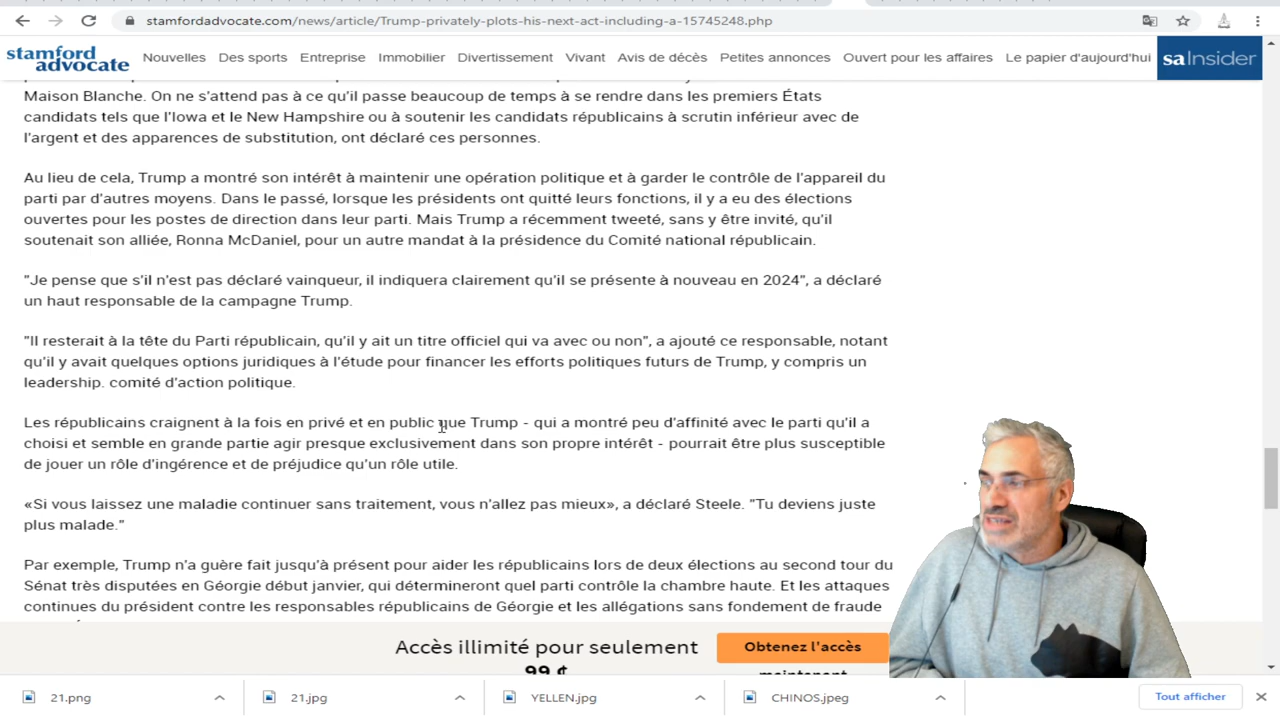 stamfordadvocate.com/news/article/Trump-privately-plots-his-next-act-including-a-15745248.php
stamford
advocate
Nouvelles Des sports Entreprise Immobilier Divertissement Vivant Avis de décès Petites annonces Ouvert pour les affaires Le papier d'aujourd'hui
saInsider
Maison Blanche. On ne s'attend pas à ce qu'il passe beaucoup de temps à se rendre dans les premiers États
candidats tels que l'Iowa et le New Hampshire ou à soutenir les candidats républicains à scrutin inférieur avec de
l'argent et des apparences de substitution, ont déclaré ces personnes.
Au lieu de cela, Trump a montré son intérêt à maintenir une opération politique et à garder le contrôle de l'appareil du
parti par d'autres moyens. Dans le passé, lorsque les présidents ont quitté leurs fonctions, il y a eu des élections
ouvertes pour les postes de direction dans leur parti. Mais Trump a récemment tweeté, sans y être invité, qu'il
soutenait son alliée, Ronna McDaniel, pour un autre mandat à la présidence du Comité national républicain.
"Je pense que s'il n'est pas déclaré vainqueur, il indiquera clairement qu'il se présente à nouveau en 2024", a déclaré
un haut responsable de la campagne Trump.
"Il resterait à la tête du Parti républicain, qu'il y ait un titre officiel qui va avec ou non", a ajouté ce responsable, notant
qu'il y avait quelques options juridiques à l'étude pour financer les efforts politiques futurs de Trump, y compris un
leadership. comité d'action politique.
Les républicains craignent à la fois en privé et en public que Trump - qui a montré peu d'affinité avec le parti qu'il a
choisi et semble en grande partie agir presque exclusivement dans son propre intérêt - pourrait être plus susceptible
de jouer un rôle d'ingérence et de préjudice qu'un rôle utile.
«Si vous laissez une maladie continuer sans traitement, vous n'allez pas mieux», a déclaré Steele. "Tu deviens juste
plus malade."
Par exemple, Trump n'a guère fait jusqu'à présent pour aider les républicains lors de deux élections au second tour du
Sénat très disputées en Géorgie début janvier, qui détermineront quel parti contrôle la chambre haute. Et les attaques
continues du président contre les responsables républicains de Géorgie et les allégations sans fondement de fraude
Accès illimité pour seulement
99 ¢
Obtenez l'accès
maintenant
21.png
21.jpg
YELLEN.jpg
CHINOS.jpeg
Tout afficher